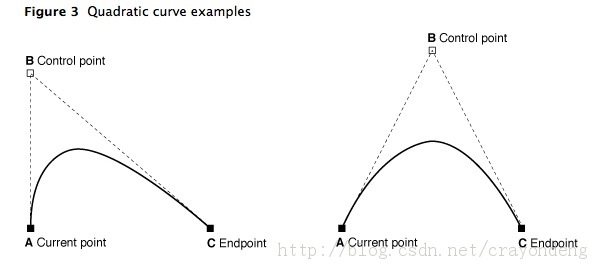 Figure 3 Quadratic curve examples
B Control point
A Current point
C Endpoint
B Control point
A Current point
C Endpoint
http://blog.csdn.net/crayondeng